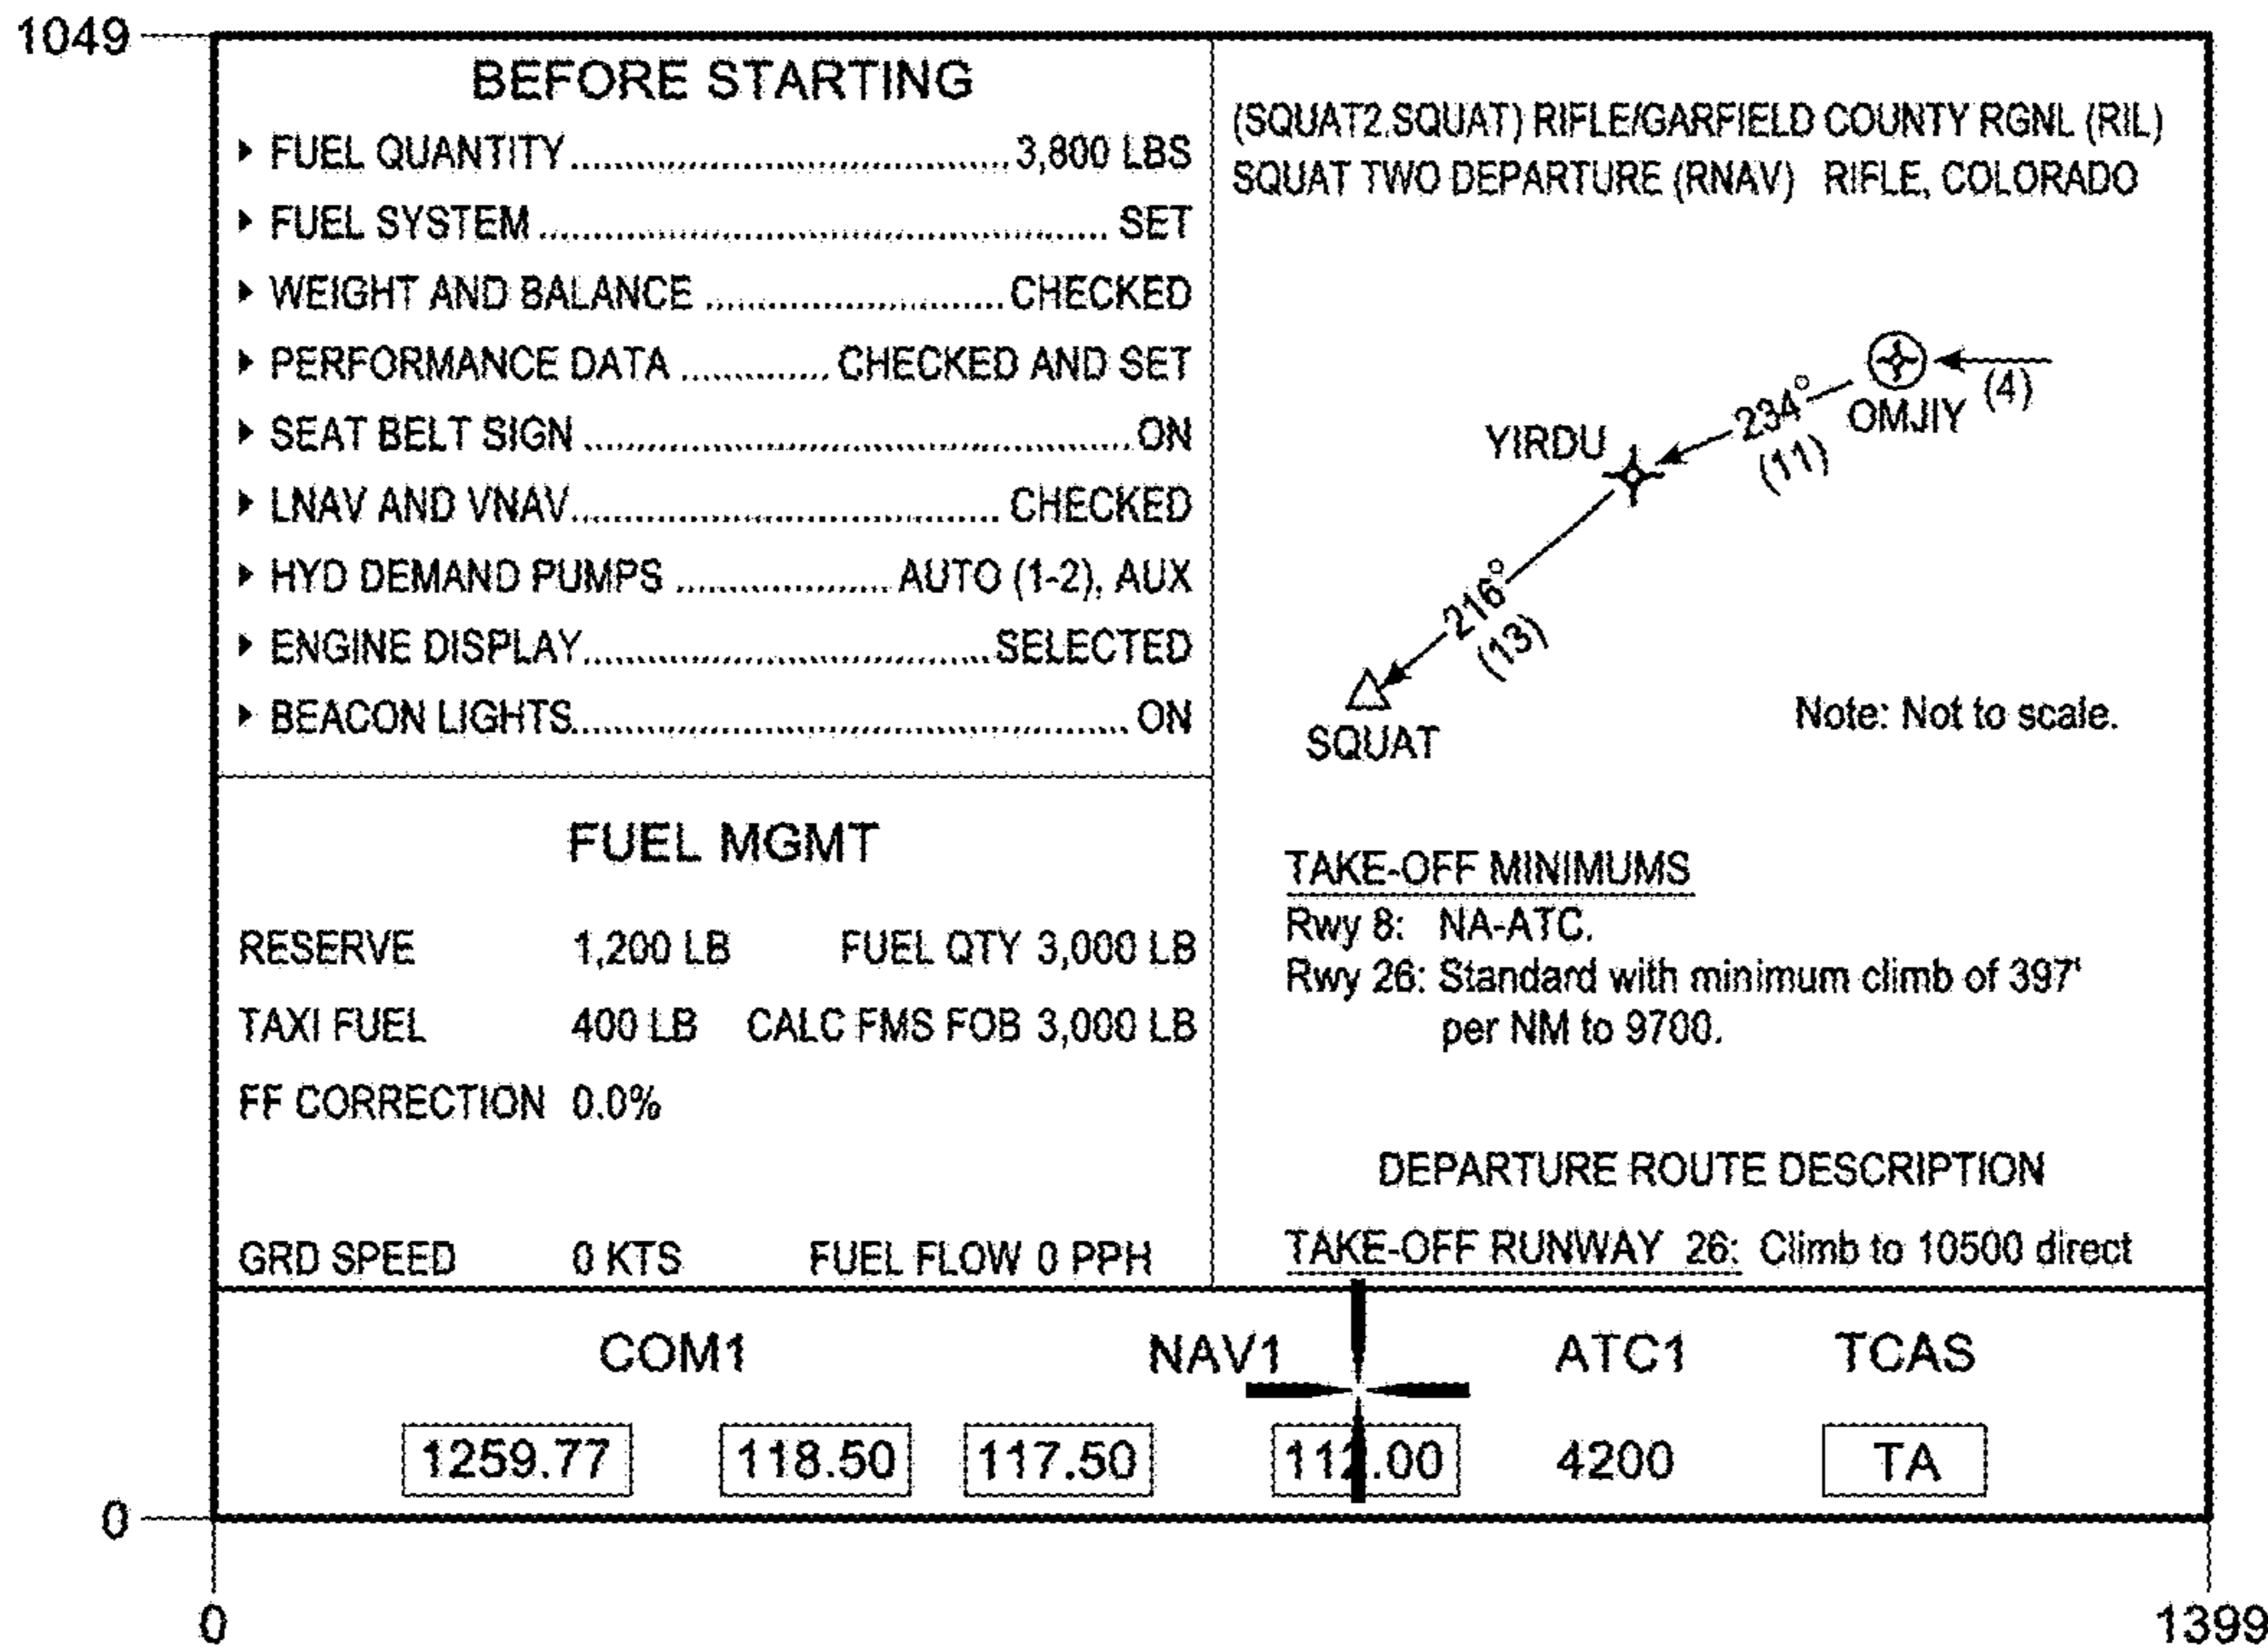 1049
BEFORE STARTING
▸ FUEL QUANTITY........................................3,800 LBS
▸ FUEL SYSTEM .................................................... SET
▸ WEIGHT AND BALANCE ...........................CHECKED
▸ PERFORMANCE DATA ............. CHECKED AND SET
▸ SEAT BELT SIGN ..................................................ON
▸ LNAV AND VNAV....................................... CHECKED
▸ HYD DEMAND PUMPS ................... AUTO (1-2), AUX
▸ ENGINE DISPLAY.....................................SELECTED
▸ BEACON LIGHTS................................................... ON
FUEL MGMT
RESERVE 1,200 LB FUEL QTY 3,000 LB
TAXI FUEL 400 LB CALC FMS FOB 3,000 LB
FF CORRECTION 0.0%
GRD SPEED 0 KTS FUEL FLOW 0 PPH
(SQUAT2.SQUAT) RIFLE/GARFIELD COUNTY RGNL (RIL)
SQUAT TWO DEPARTURE (RNAV) RIFLE, COLORADO
(4)
OMJIY
234°
(11)
YIRDU
216°
(13)
SQUAT
Note: Not to scale.
TAKE-OFF MINIMUMS
Rwy 8: NA-ATC.
Rwy 26: Standard with minimum climb of 397'
per NM to 9700.
DEPARTURE ROUTE DESCRIPTION
TAKE-OFF RUNWAY 26: Climb to 10500 direct
COM1 NAV1 ATC1 TCAS
1259.77 118.50 117.50 112.00 4200 TA
0
0 1399